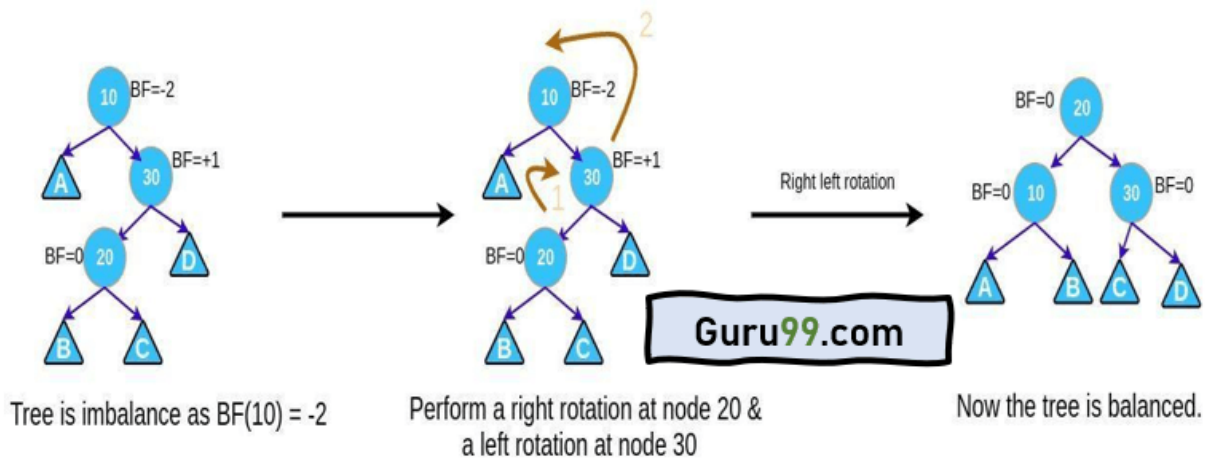 10 BF=-2
A
30 BF=+1
BF=0 20
D
B C
Tree is imbalance as BF(10) = -2
2
10 BF=-2
A
30 BF=+1
1
BF=0 20
D
B C
Perform a right rotation at node 20 &
a left rotation at node 30
Right left rotation
BF=0 20
BF=0 10 30 BF=0
A B C D
Guru99.com
Now the tree is balanced.